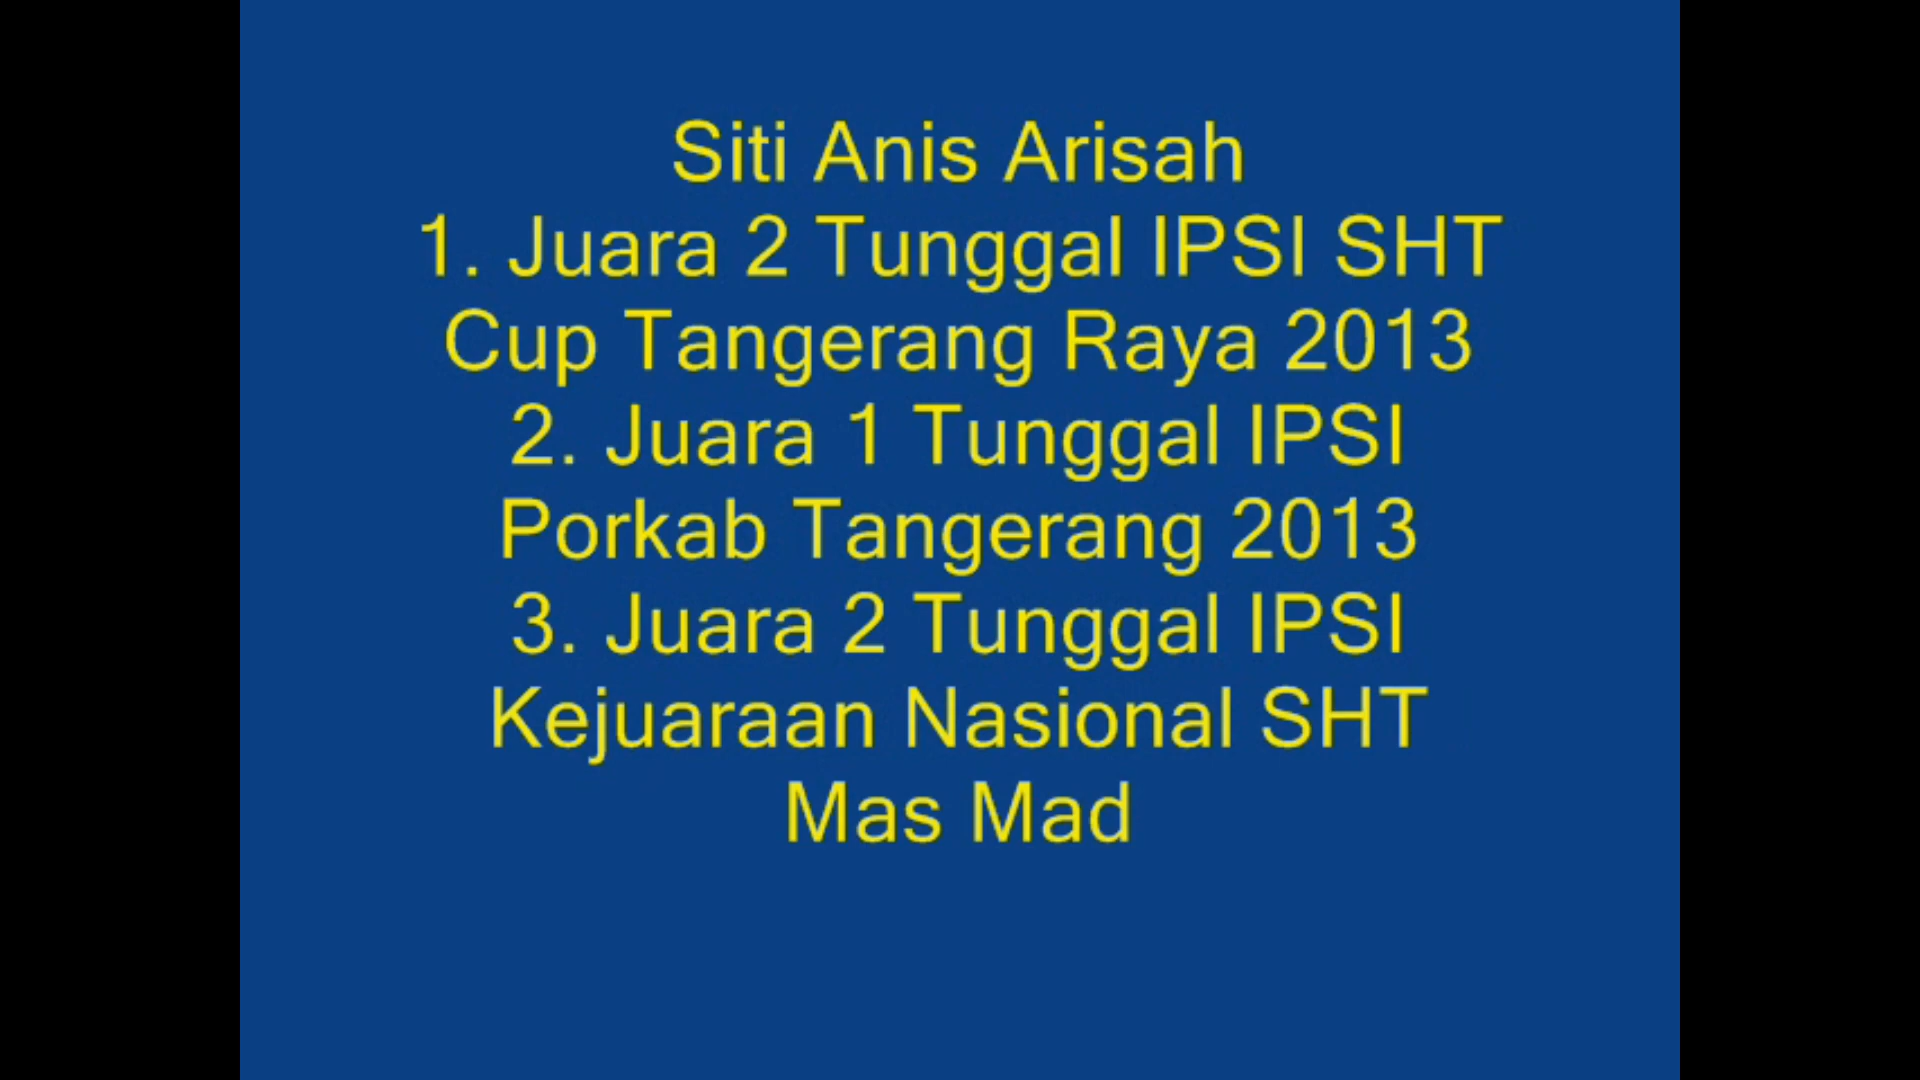 Siti Anis Arisah
1. Juara 2 Tunggal IPSI SHT
Cup Tangerang Raya 2013
2. Juara 1 Tunggal IPSI
Porkab Tangerang 2013
3. Juara 2 Tunggal IPSI
Kejuaraan Nasional SHT
Mas Mad